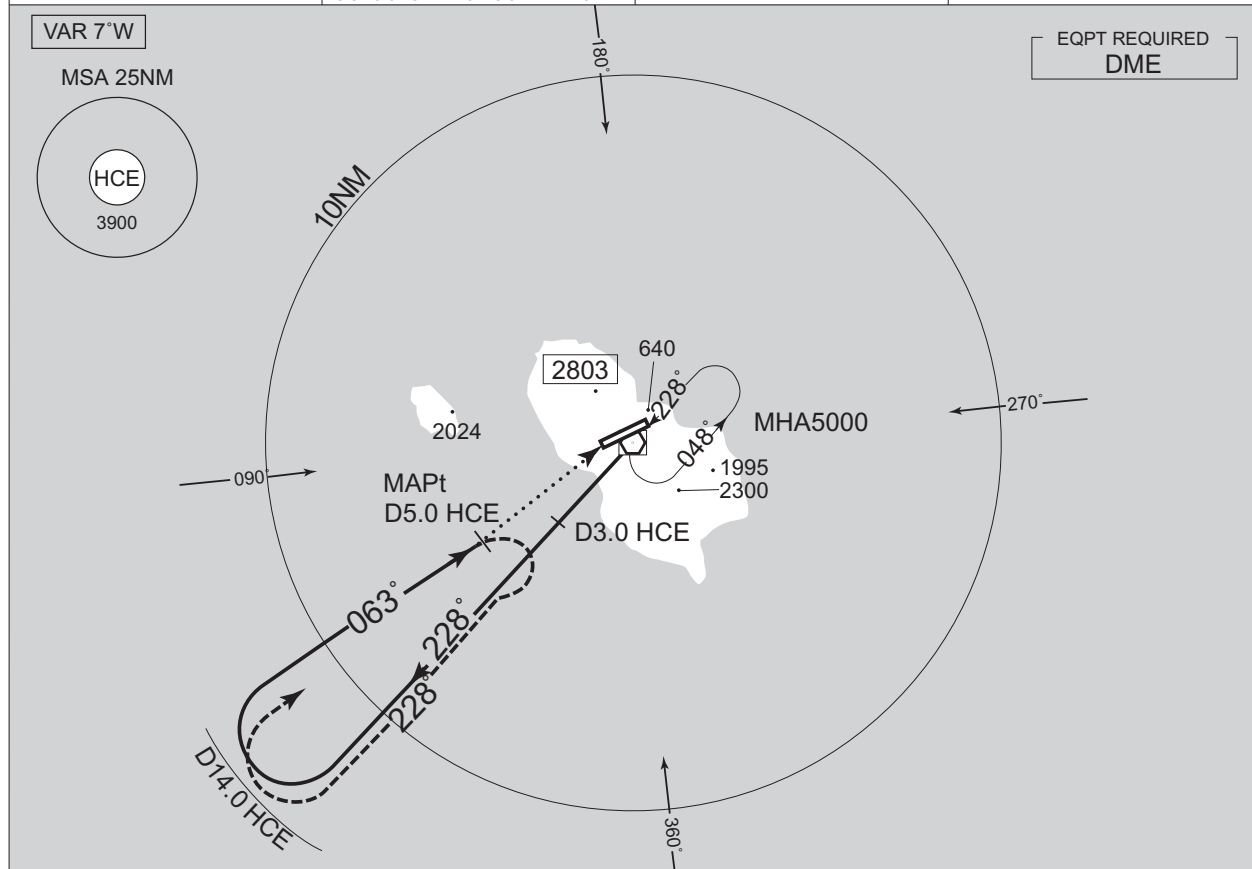 VAR 7°W
MSA 25NM
HCE
3900
EQPT REQUIRED
DME
180°
10NM
2803
640
228°
MHA5000
270°
2024
048°
1995
2300
090°
MAPt
D5.0 HCE
D3.0 HCE
063°
228°
228°
D14.0 HCE
360°